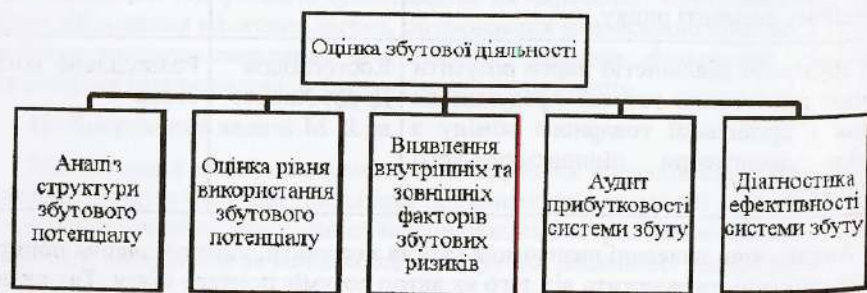 Оцінка збутової діяльності
Аналіз
структури
збутового
потенціалу
Оцінка рівня
використання
збутового
потенціалу
Виявлення
внутрішніх та
зовнішніх
факторів
збутових
ризиків
Аудит
прибутковості
системи збуту
Діагностика
ефективності
системи збуту